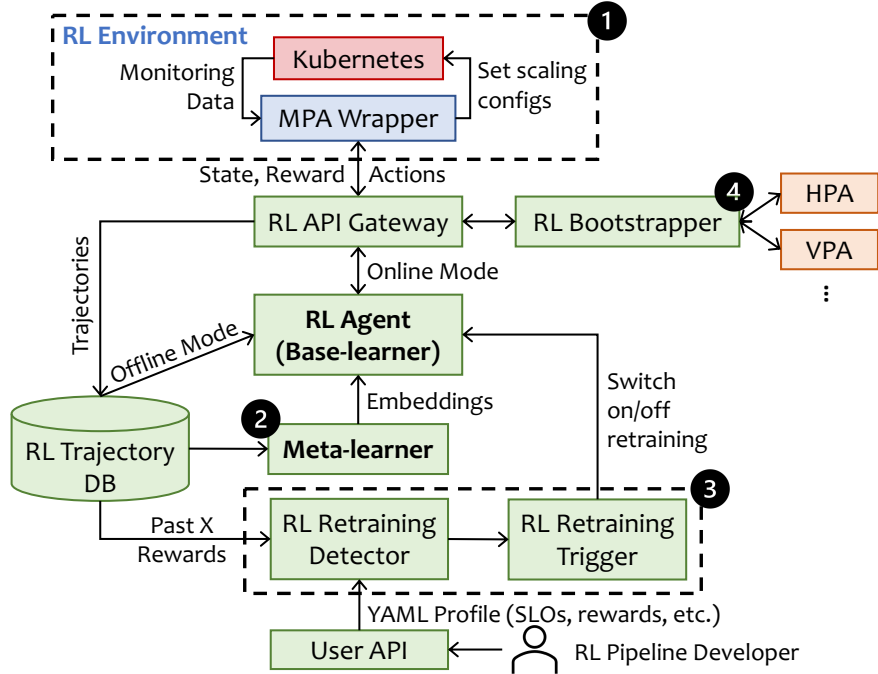 1
RL Environment
Kubernetes
Monitoring
Data
Set scaling
configs
MPA Wrapper
State, Reward
Actions
4
HPA
RL API Gateway
RL Bootstrapper
VPA
Online Mode
Trajectories
Offline Mode
RL Agent
(Base-learner)
Switch
on/off
retraining
Embeddings
2
Meta-learner
RL Trajectory
DB
3
Past X
Rewards
RL Retraining
Detector
RL Retraining
Trigger
YAML Profile (SLOs, rewards, etc.)
User API
RL Pipeline Developer